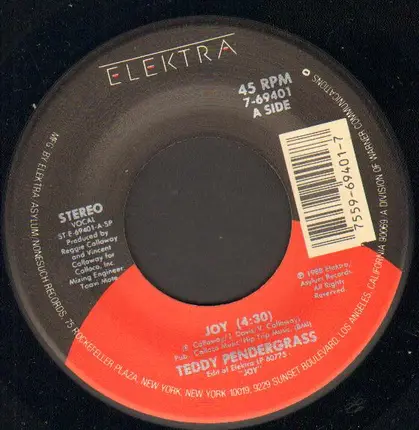 ELEKTRA
45 RPM
7-69401
A SIDE
7559-69401-7
STEREO
VOCAL
ST-E-69401-A-SP
Produced by
Reggie Calloway
and Vincent
Calloway for
Calloco, Inc.
Mixing Engineer:
Taavi Mote
℗ 1988 Elektra/
Asylum Records.
All Rights
Reserved.
JOY (4:30)
(R. Calloway/J. Davis/V. Calloway)
Pub. Calloco Music/Hip Trip Music, (BMI)
TEDDY PENDERGRASS
Edit of Elektra LP 60775
"JOY"
MFG. BY ELEKTRA/ASYLUM/NONESUCH RECORDS, 75 ROCKEFELLER PLAZA, NEW YORK, NEW YORK 10019, 9229 SUNSET BOULEVARD, LOS ANGELES, CALIFORNIA 90069. A DIVISION OF WARNER COMMUNICATIONS